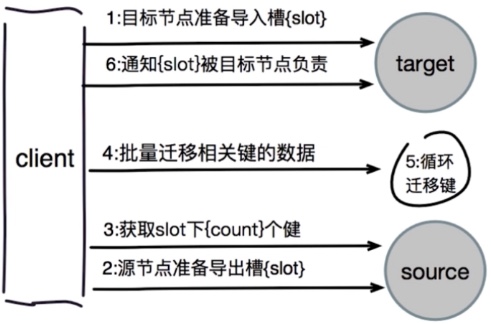 1:目标节点准备导入槽{slot}
6:通知{slot}被目标节点负责
target
client
4:批量迁移相关键的数据
5:循环
迁移键
3:获取slot下{count}个健
2:源节点准备导出槽{slot}
source